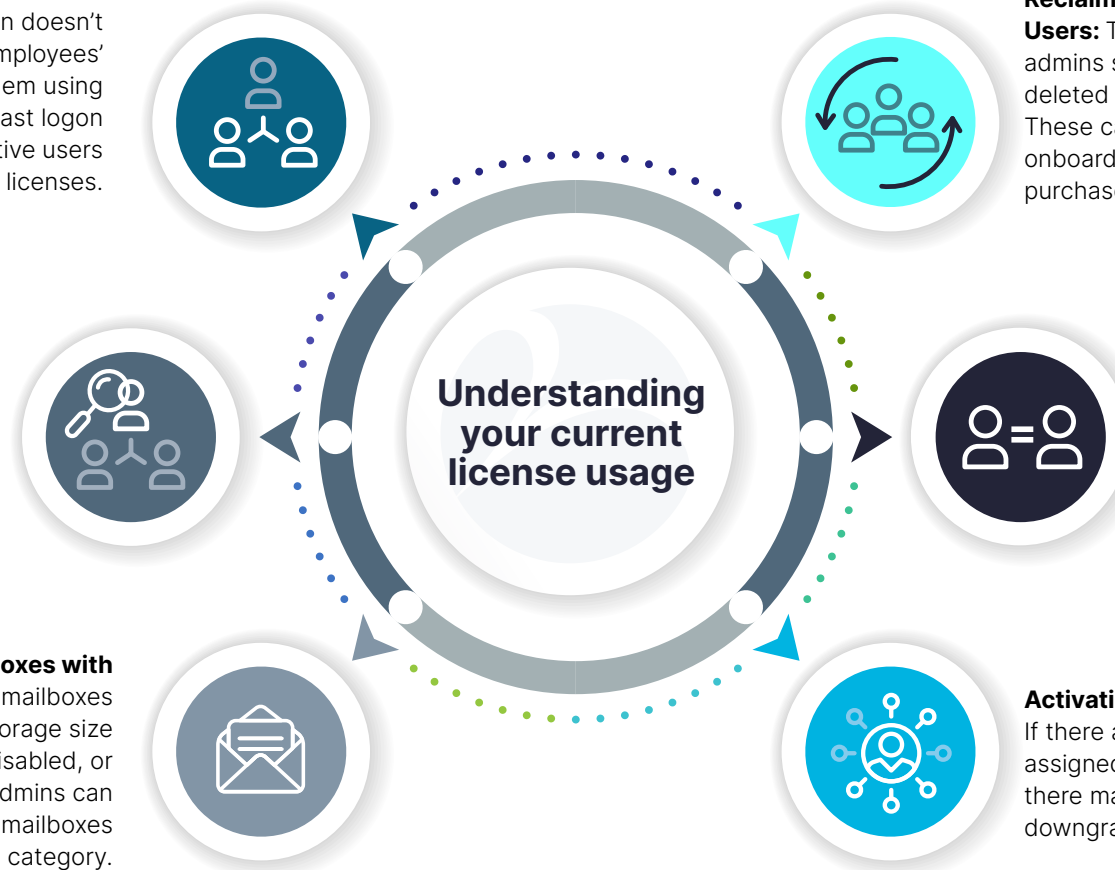 n doesn’t
mployees’
em using
ast logon
tive users
licenses.
Users: T
admins s
deleted
These ca
onboard
purchase
Understanding
your current
license usage
oxes with
mailboxes
orage size
isabled, or
dmins can
mailboxes
category.
Activati
If there a
assigned
there ma
downgra